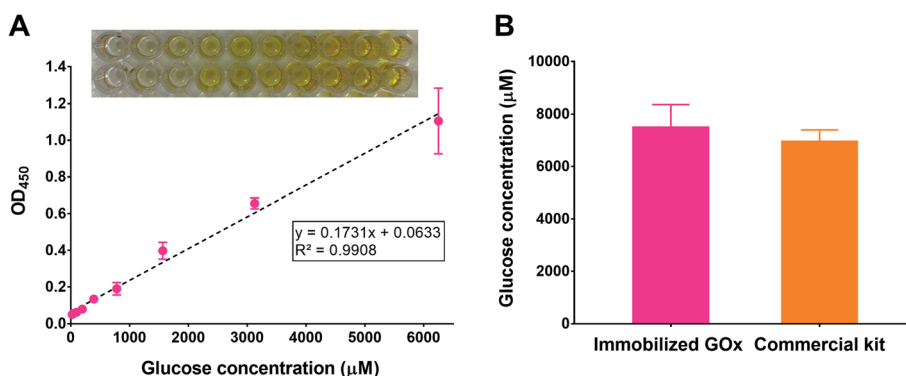 A
1.4
1.2
1.0
0.8
0.6
0.4
0.2
0.0
OD450
y = 0.1731x + 0.0633
R² = 0.9908
0 1000 2000 3000 4000 5000 6000
Glucose concentration (μM)
B
10000
8000
6000
4000
2000
0
Glucose concentration (μM)
Immobilized GOx Commercial kit